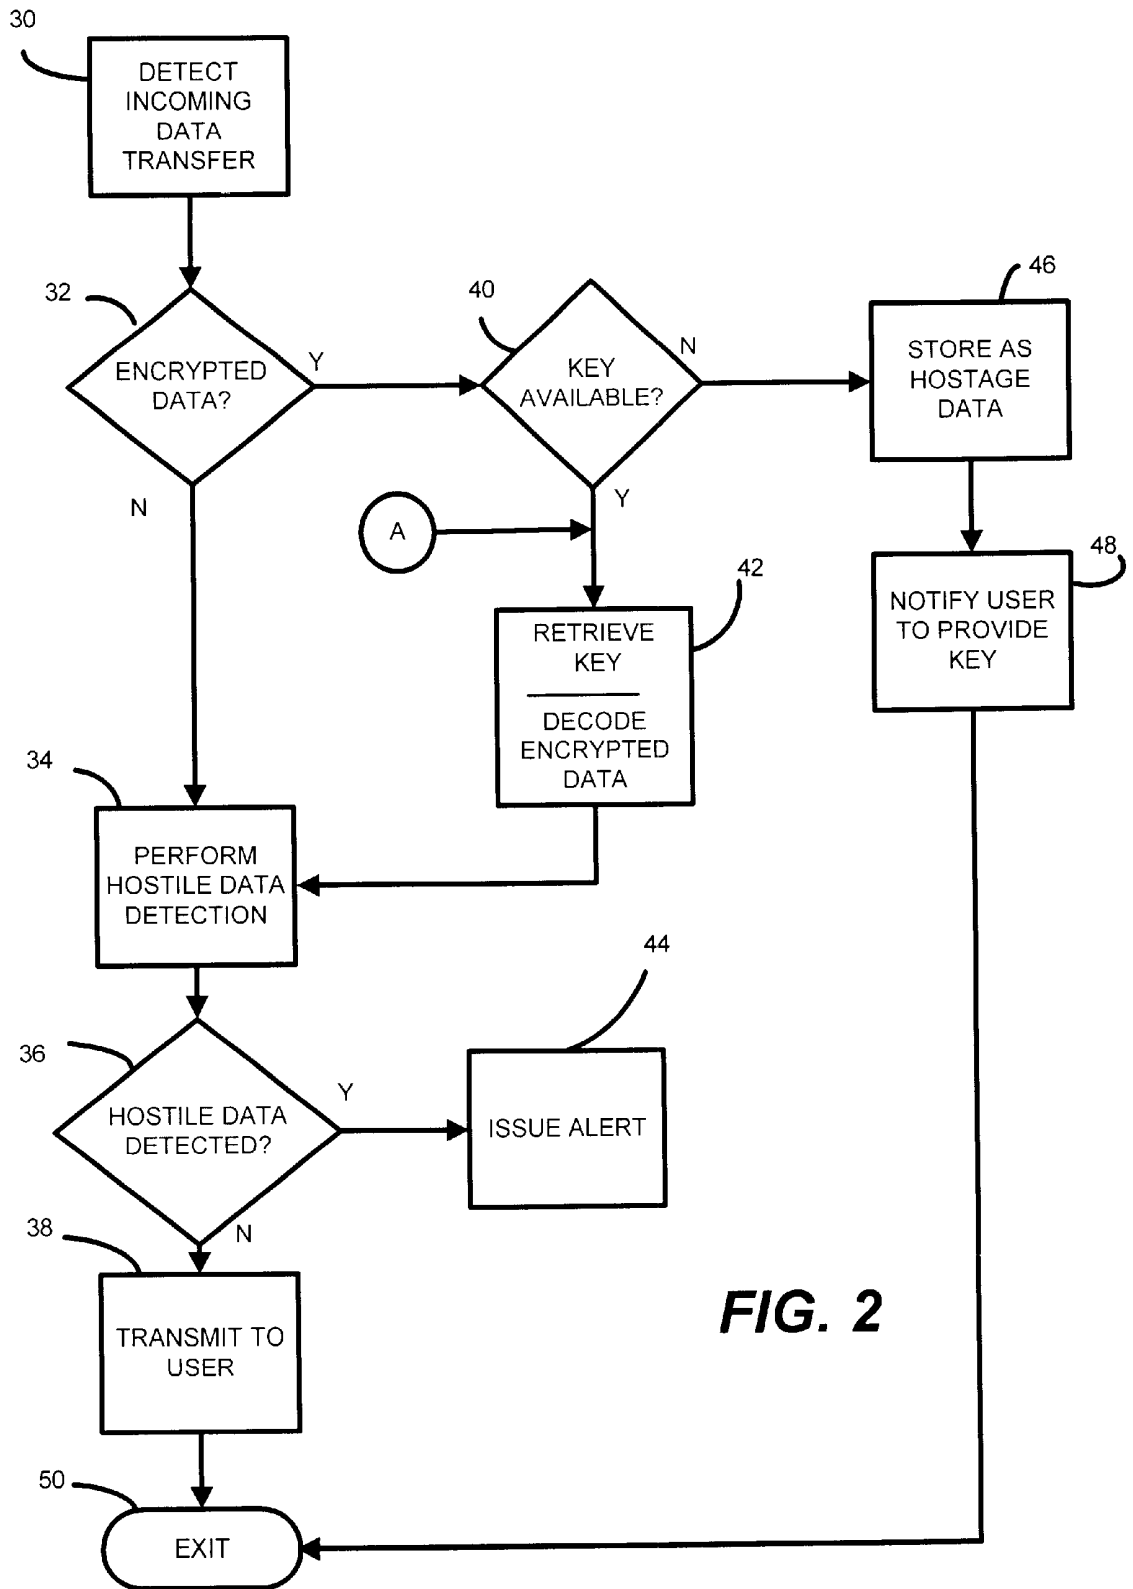 30
DETECT
INCOMING
DATA
TRANSFER
32
ENCRYPTED
DATA?
Y
N
40
KEY
AVAILABLE?
N
Y
46
STORE AS
HOSTAGE
DATA
A
42
RETRIEVE
KEY
DECODE
ENCRYPTED
DATA
48
NOTIFY USER
TO PROVIDE
KEY
34
PERFORM
HOSTILE DATA
DETECTION
36
HOSTILE DATA
DETECTED?
Y
N
44
ISSUE ALERT
38
TRANSMIT TO
USER
FIG. 2
50
EXIT